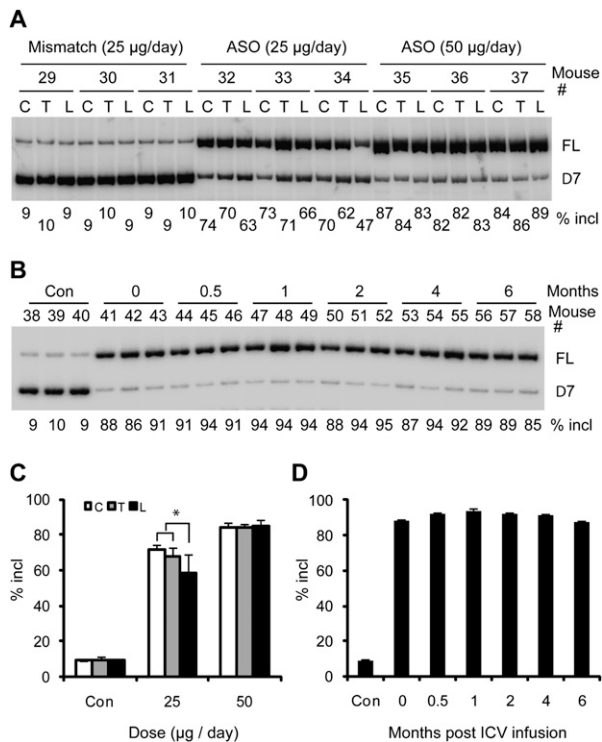 A
Mismatch (25 µg/day) ASO (25 µg/day) ASO (50 µg/day)
29 30 31 32 33 34 35 36 37 Mouse #
C T L C T L C T L C T L C T L C T L C T L C T L C T L
FL
D7
9 9 10 9 10 70 73 66 62 87 83 82 84 89 % incl
10 9 9 9 74 63 71 70 47 84 82 83 86
B
Con 0 0.5 1 2 4 6 Months
38 39 40 41 42 43 44 45 46 47 48 49 50 51 52 53 54 55 56 57 58 Mouse #
FL
D7
9 10 9 88 86 91 91 94 91 94 94 94 88 94 95 87 94 92 89 89 85 % incl
C
100
80
60
40
20
0
% incl
C T L
*
Con 25 50
Dose (µg / day)
D
100
80
60
40
20
0
% incl
Con 0 0.5 1 2 4 6
Months post ICV infusion